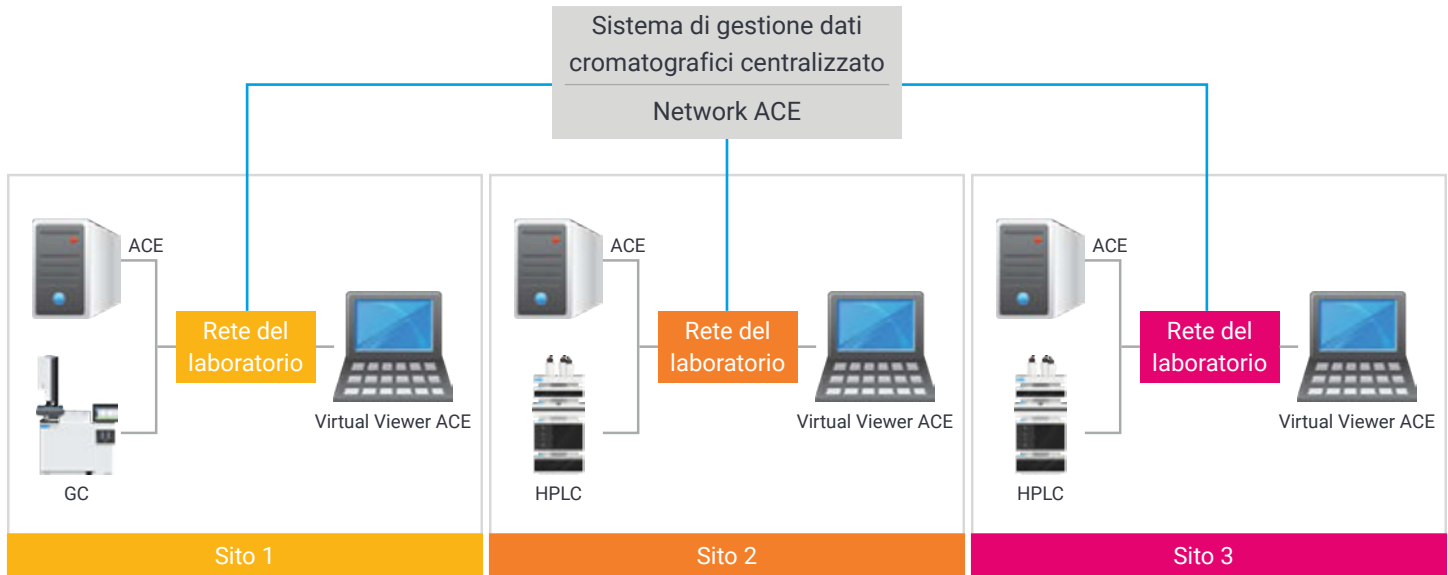 Sistema di gestione dati
cromatografici centralizzato
Network ACE
ACE
Rete del
laboratorio
Virtual Viewer ACE
GC
Sito 1
ACE
Rete del
laboratorio
Virtual Viewer ACE
HPLC
Sito 2
ACE
Rete del
laboratorio
Virtual Viewer ACE
HPLC
Sito 3